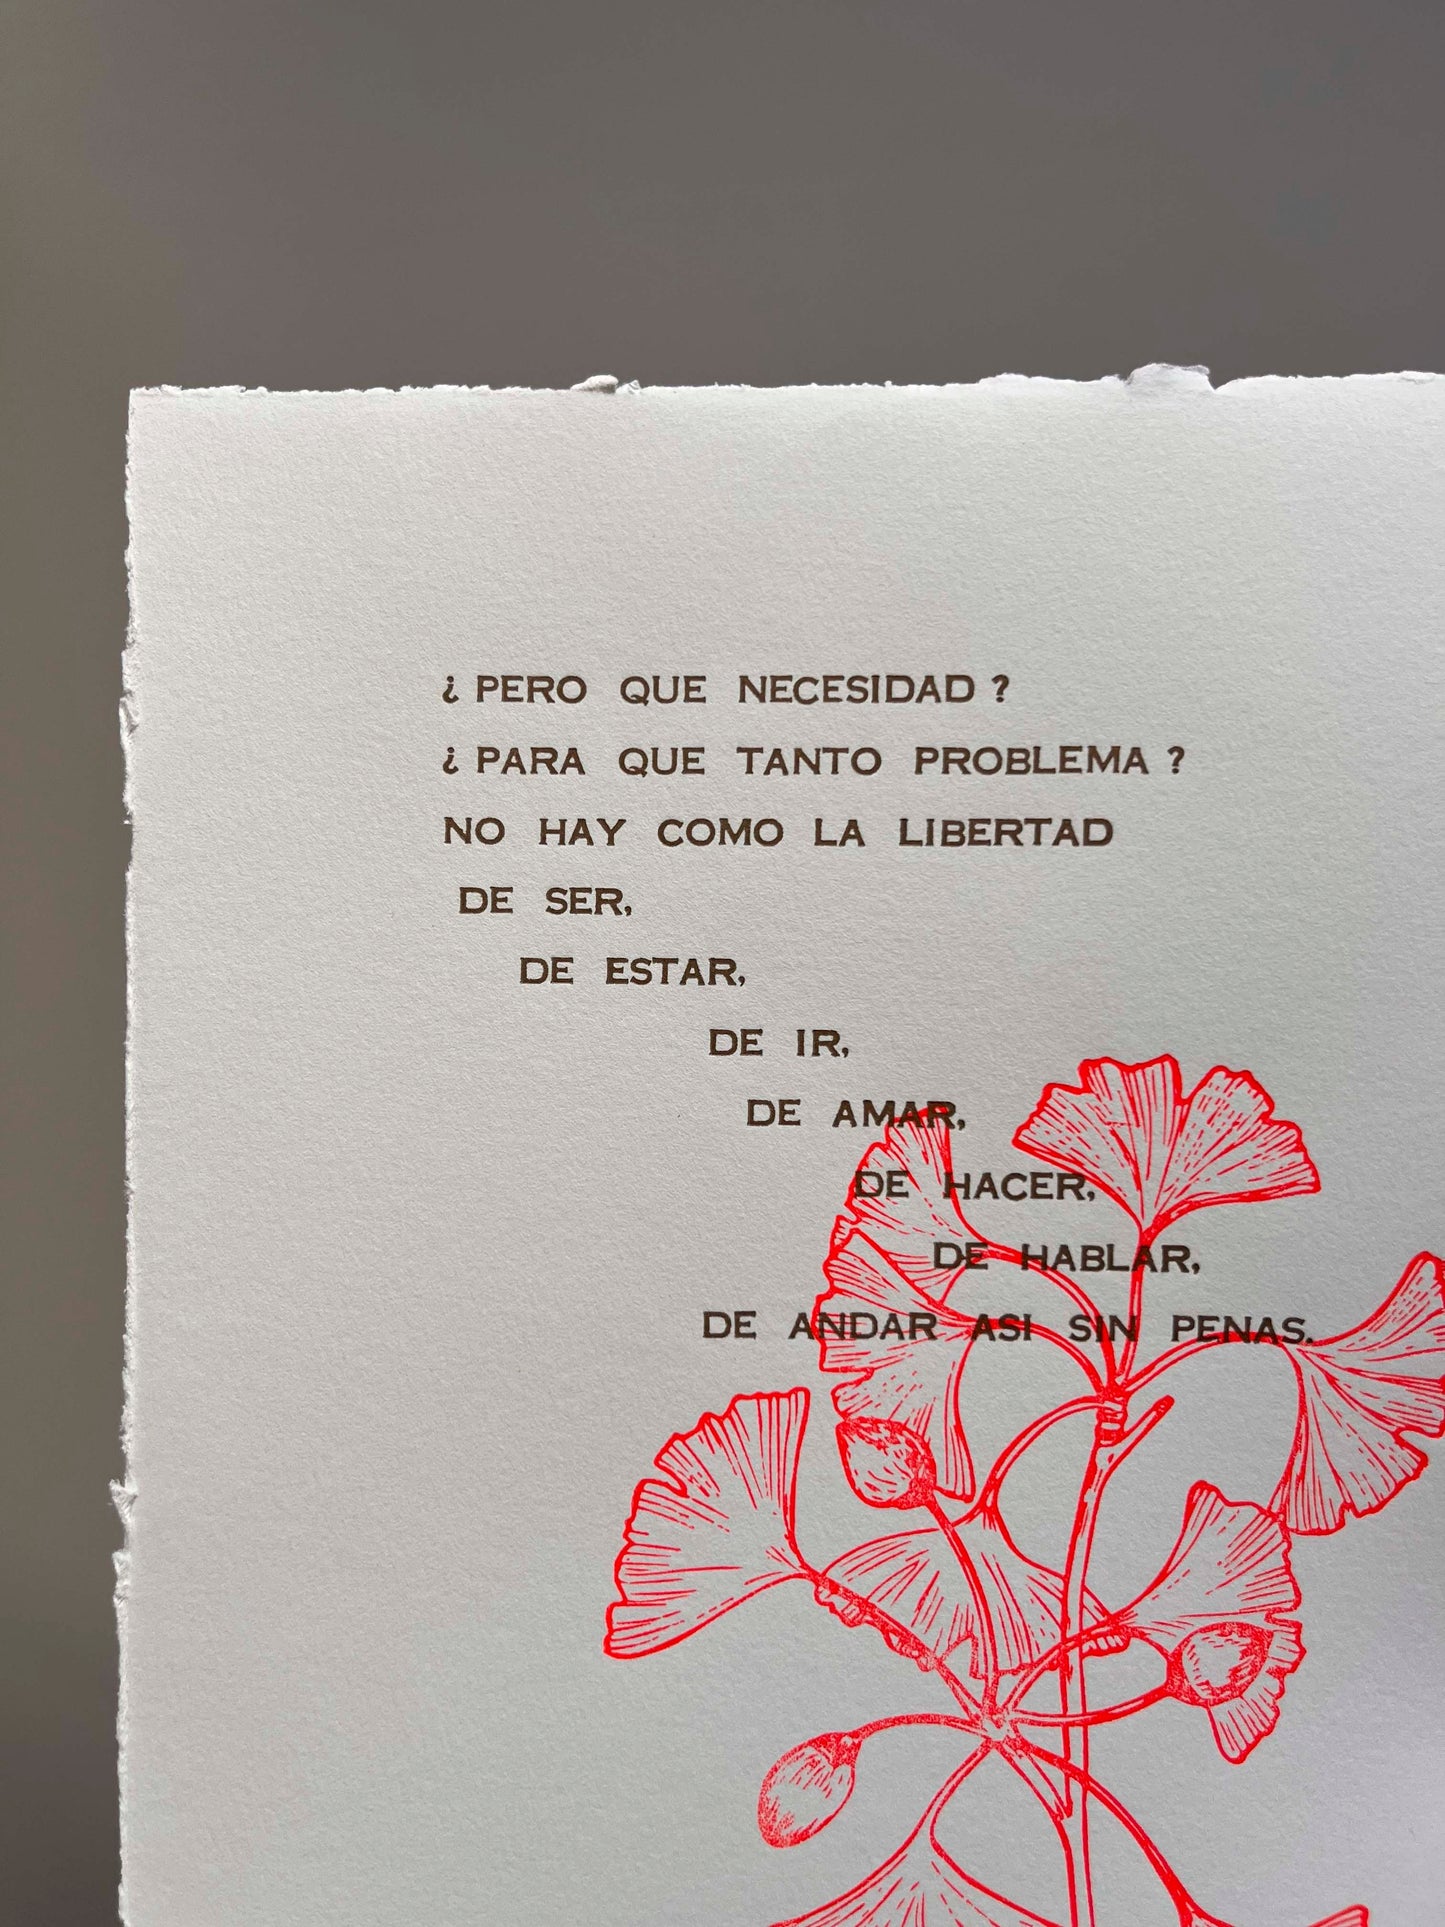 ¿ PERO QUE NECESIDAD ?
¿ PARA QUE TANTO PROBLEMA ?
NO HAY COMO LA LIBERTAD
DE SER,
DE ESTAR,
DE IR,
DE AMAR,
DE HACER,
DE HABLAR,
DE ANDAR ASI SIN PENAS.